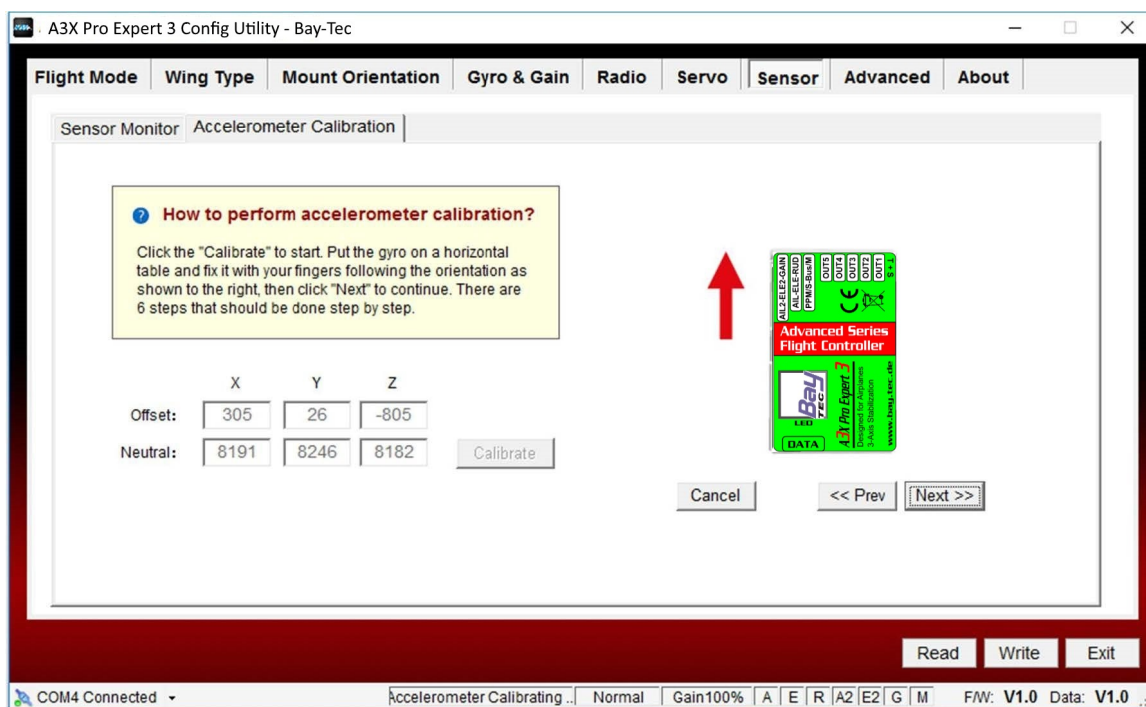 A3X Pro Expert 3 Config Utility - Bay-Tec
Flight Mode Wing Type Mount Orientation Gyro & Gain Radio Servo Sensor Advanced About
Sensor Monitor Accelerometer Calibration
How to perform accelerometer calibration?
Click the "Calibrate" to start. Put the gyro on a horizontal
table and fix it with your fingers following the orientation as
shown to the right, then click "Next" to continue. There are
6 steps that should be done step by step.
X Y Z
Offset: 305 26 -805
Neutral: 8191 8246 8182 Calibrate
AIL2-ELE2-GAIN
AIL-ELE-RUD
PPM/S-Bus/M
OUT5
OUT4
OUT3
OUT2
OUT1
T + S
CE
Advanced Series
Flight Controller
Bay
TEC
LED
DATA
A3X Pro Expert 3
Designed for Airplanes
3-Axis Stabilization
www.bay-tec.de
Cancel << Prev Next >>
Read Write Exit
COM4 Connected Accelerometer Calibrating .. Normal Gain100% A E R A2 E2 G M F/W: V1.0 Data: V1.0